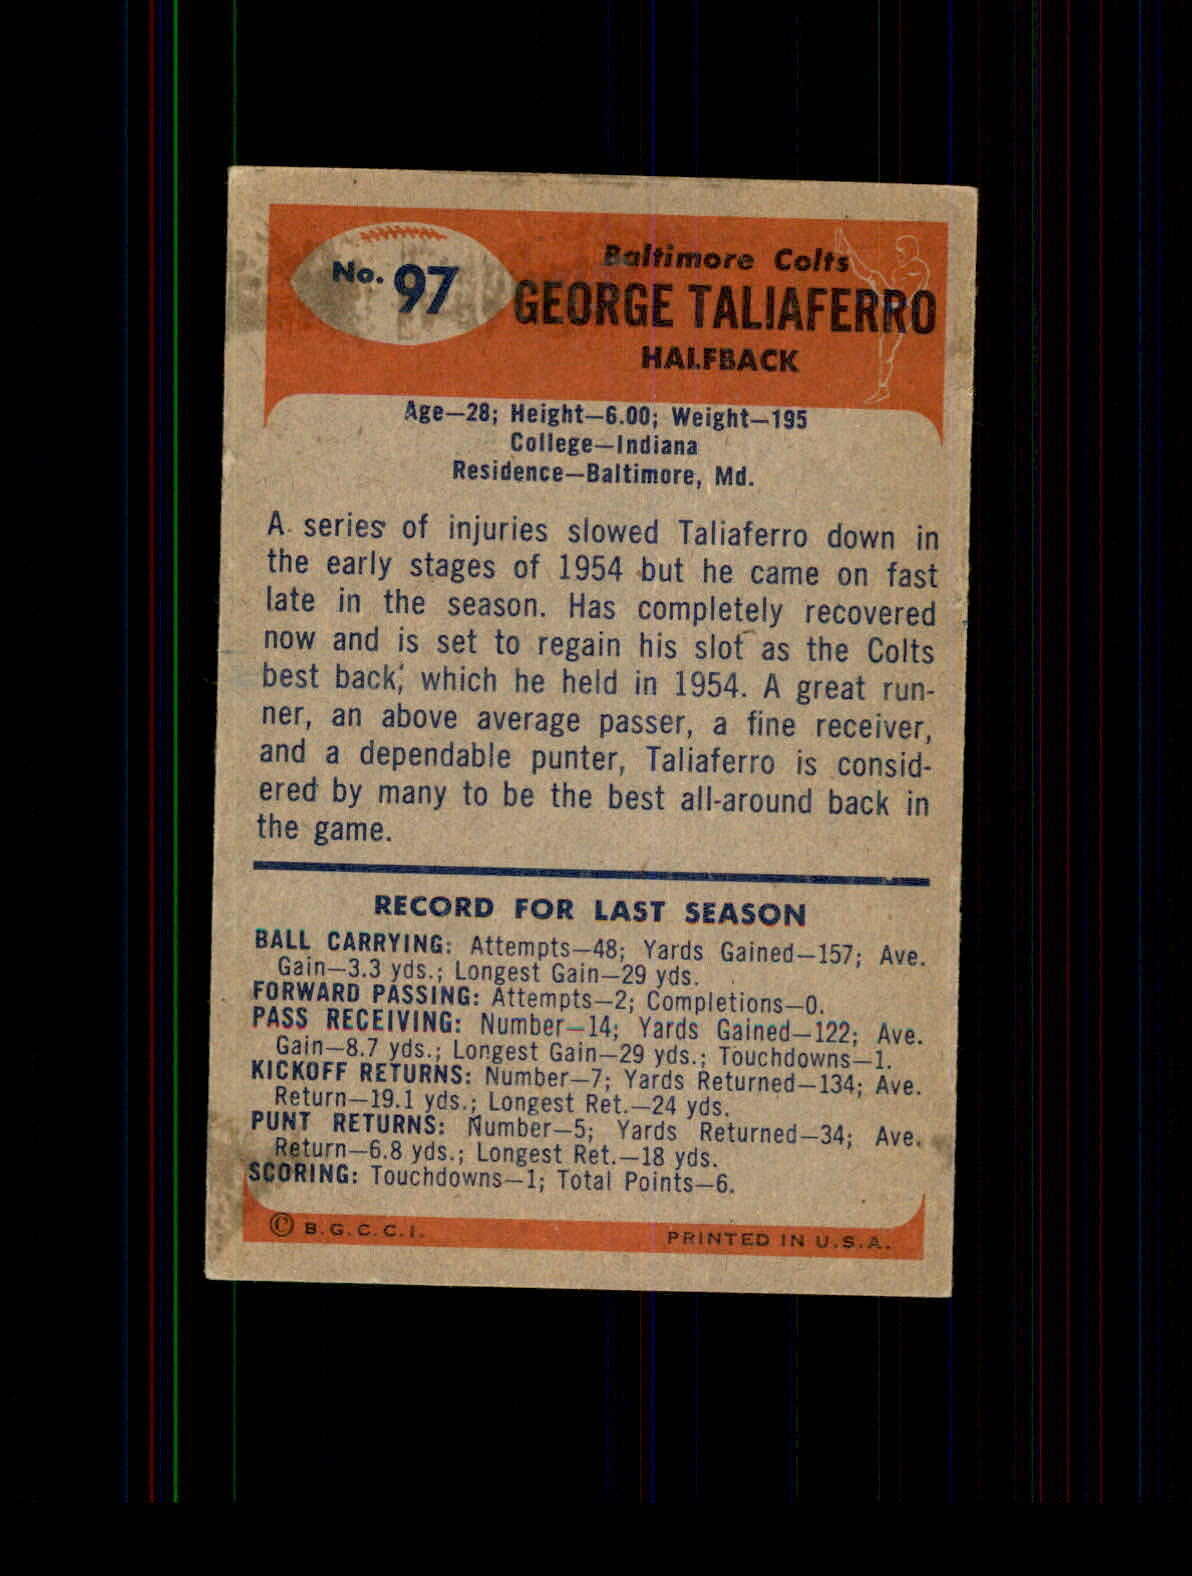 Baltimore Colts
No. 97
GEORGE TALIAFERRO
HALFBACK
Age—28; Height—6.00; Weight—195
College—Indiana
Residence—Baltimore, Md.
A series of injuries slowed Taliaferro down in
the early stages of 1954 but he came on fast
late in the season. Has completely recovered
now and is set to regain his slot as the Colts
best back, which he held in 1954. A great run-
ner, an above average passer, a fine receiver,
and a dependable punter, Taliaferro is consid-
ered by many to be the best all-around back in
the game.
RECORD FOR LAST SEASON
BALL CARRYING: Attempts—48; Yards Gained—157; Ave.
Gain—3.3 yds.; Longest Gain—29 yds.
FORWARD PASSING: Attempts—2; Completions—0.
PASS RECEIVING: Number—14; Yards Gained—122; Ave.
Gain—8.7 yds.; Longest Gain—29 yds.; Touchdowns—1.
KICKOFF RETURNS: Number—7; Yards Returned—134; Ave.
Return—19.1 yds.; Longest Ret.—24 yds.
PUNT RETURNS: Number—5; Yards Returned—34; Ave.
Return—6.8 yds.; Longest Ret.—18 yds.
SCORING: Touchdowns—1; Total Points—6.
© B.G.C.C.I.
PRINTED IN U.S.A.